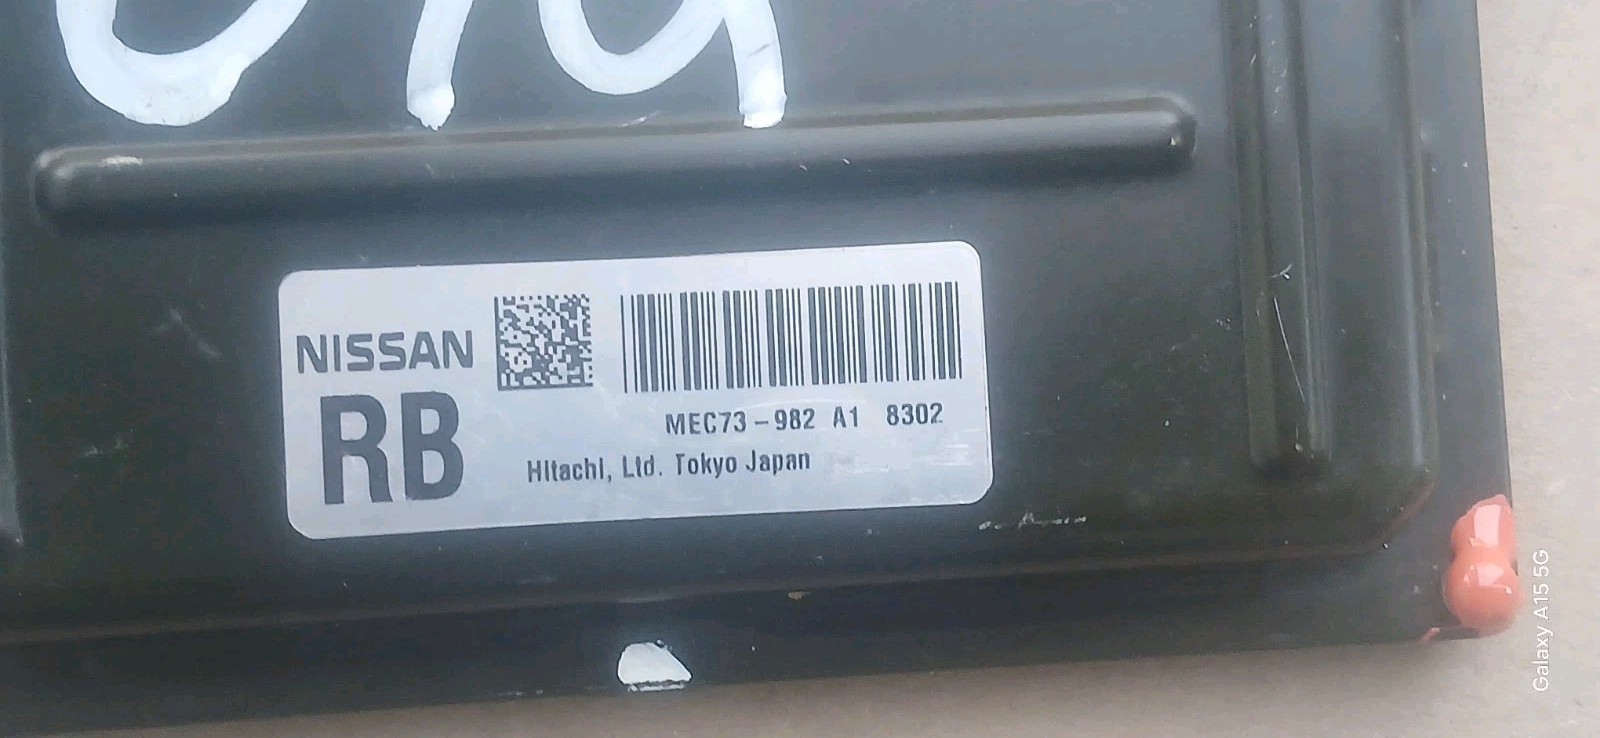 NISSAN
RB
MEC73-982 A1 8302
Hitachi, Ltd. Tokyo Japan
Galaxy A15 5G